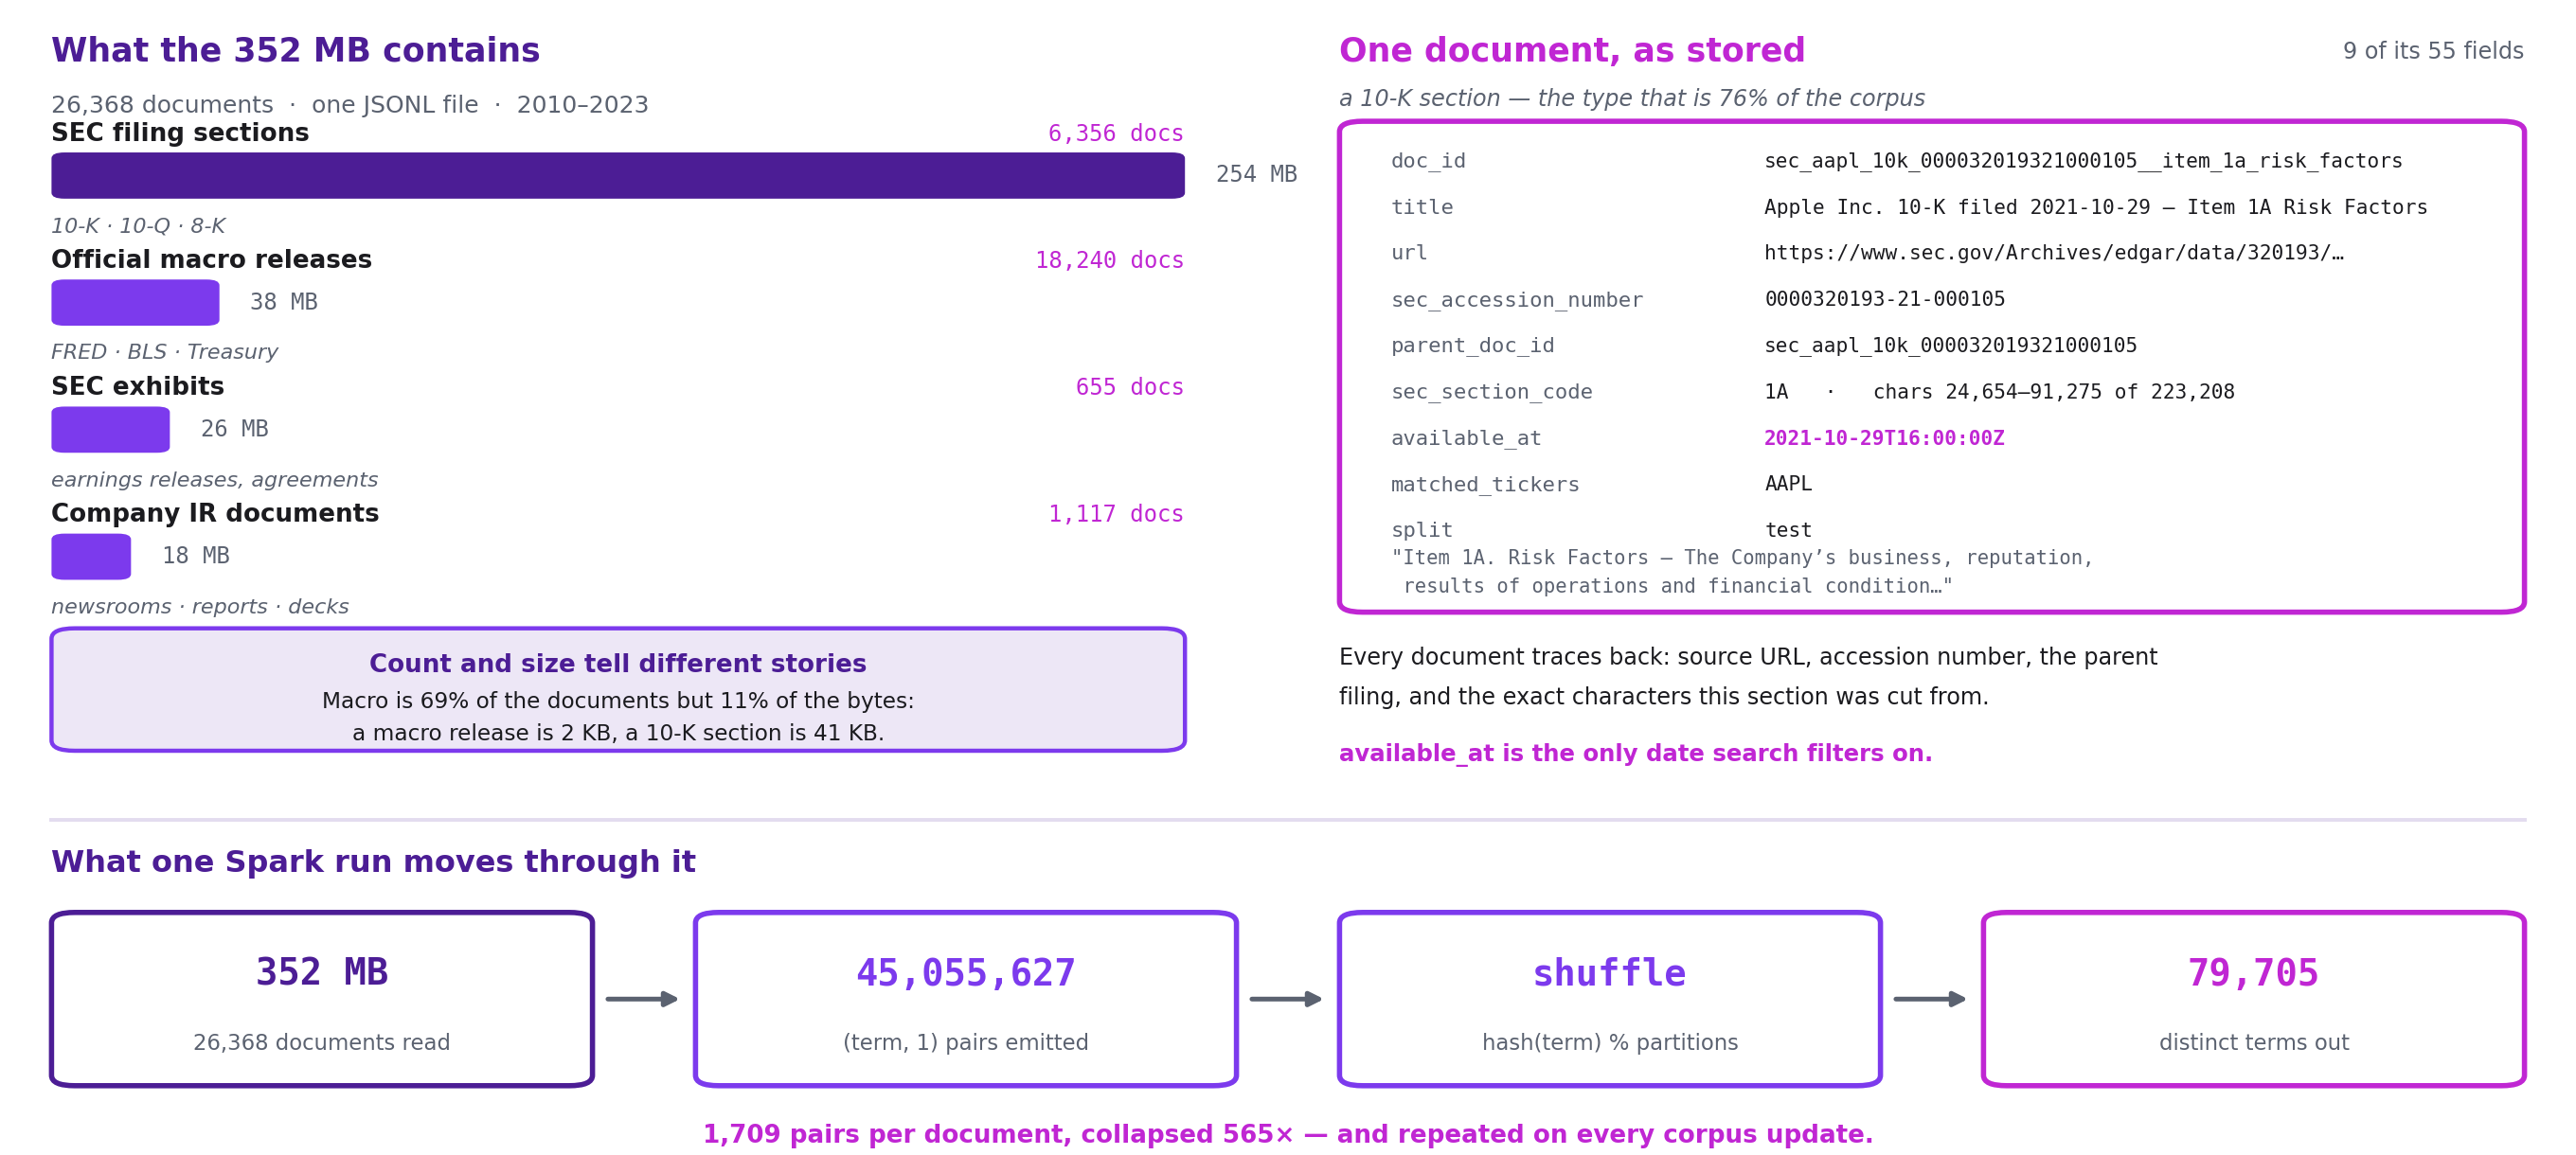 What the 352 MB contains
26,368 documents · one JSONL file · 2010–2023
SEC filing sections
6,356 docs
254 MB
10-K · 10-Q · 8-K
Official macro releases
18,240 docs
38 MB
FRED · BLS · Treasury
SEC exhibits
655 docs
26 MB
earnings releases, agreements
Company IR documents
1,117 docs
18 MB
newsrooms · reports · decks
Count and size tell different stories
Macro is 69% of the documents but 11% of the bytes:
a macro release is 2 KB, a 10-K section is 41 KB.
One document, as stored
9 of its 55 fields
a 10-K section — the type that is 76% of the corpus
doc_id sec_aapl_10k_000032019321000105__item_1a_risk_factors
title Apple Inc. 10-K filed 2021-10-29 — Item 1A Risk Factors
url https://www.sec.gov/Archives/edgar/data/320193/…
sec_accession_number 0000320193-21-000105
parent_doc_id sec_aapl_10k_000032019321000105
sec_section_code 1A · chars 24,654–91,275 of 223,208
available_at 2021-10-29T16:00:00Z
matched_tickers AAPL
split test
"Item 1A. Risk Factors — The Company’s business, reputation,
results of operations and financial condition…"
Every document traces back: source URL, accession number, the parent
filing, and the exact characters this section was cut from.
available_at is the only date search filters on.
What one Spark run moves through it
352 MB
26,368 documents read
45,055,627
(term, 1) pairs emitted
shuffle
hash(term) % partitions
79,705
distinct terms out
1,709 pairs per document, collapsed 565× — and repeated on every corpus update.